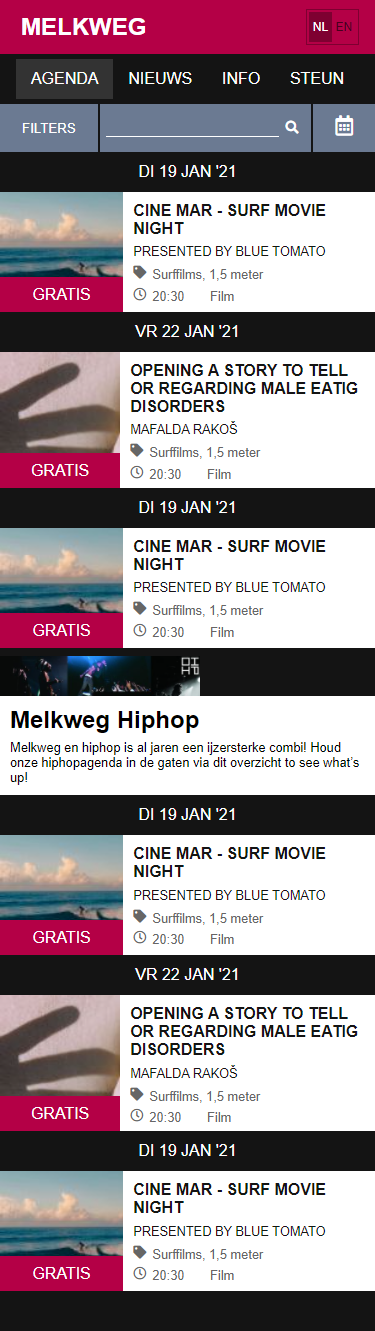 MELKWEG
NL EN
AGENDA NIEUWS INFO STEUN
FILTERS
DI 19 JAN '21
CINE MAR - SURF MOVIE
NIGHT
PRESENTED BY BLUE TOMATO
Surffilms, 1,5 meter
20:30 Film
GRATIS
VR 22 JAN '21
OPENING A STORY TO TELL
OR REGARDING MALE EATIG
DISORDERS
MAFALDA RAKOŠ
Surffilms, 1,5 meter
20:30 Film
GRATIS
DI 19 JAN '21
CINE MAR - SURF MOVIE
NIGHT
PRESENTED BY BLUE TOMATO
Surffilms, 1,5 meter
20:30 Film
GRATIS
Melkweg Hiphop
Melkweg en hiphop is al jaren een ijzersterke combi! Houd
onze hiphopagenda in de gaten via dit overzicht to see what's
up!
DI 19 JAN '21
CINE MAR - SURF MOVIE
NIGHT
PRESENTED BY BLUE TOMATO
Surffilms, 1,5 meter
20:30 Film
GRATIS
VR 22 JAN '21
OPENING A STORY TO TELL
OR REGARDING MALE EATIG
DISORDERS
MAFALDA RAKOŠ
Surffilms, 1,5 meter
20:30 Film
GRATIS
DI 19 JAN '21
CINE MAR - SURF MOVIE
NIGHT
PRESENTED BY BLUE TOMATO
Surffilms, 1,5 meter
20:30 Film
GRATIS